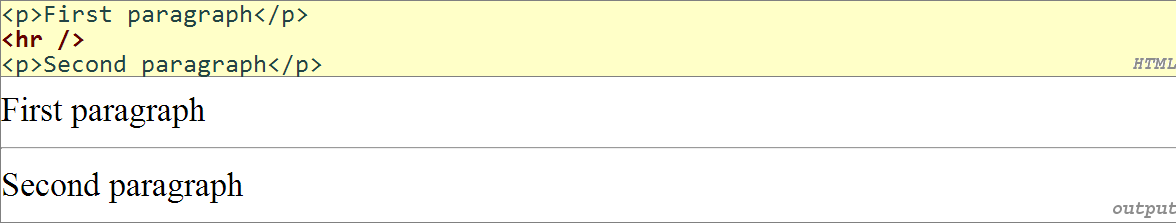 <p>First paragraph</p>
<hr />
<p>Second paragraph</p>
HTML
First paragraph
Second paragraph
output